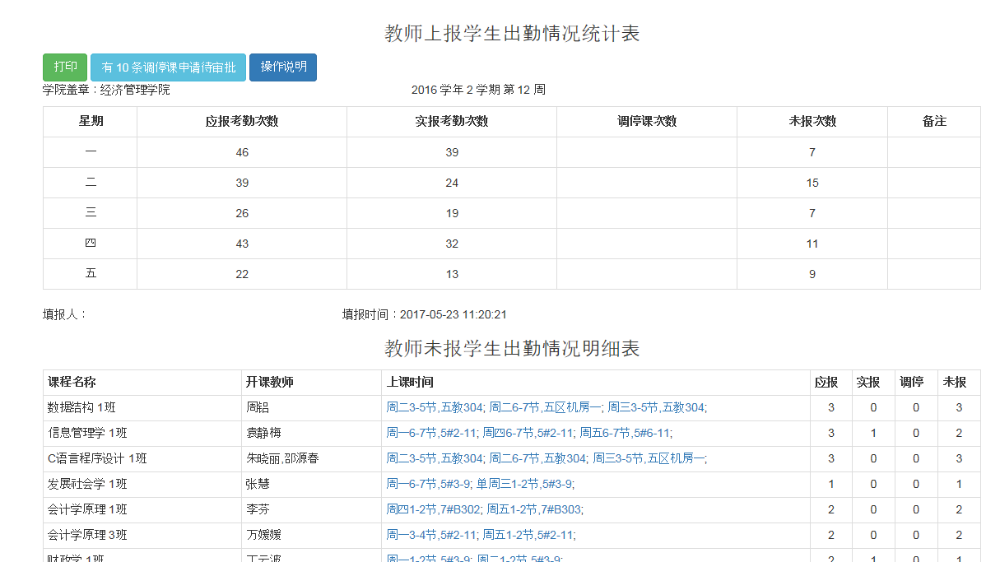 教师上报学生出勤情况统计表
打印 有 10 条调停课申请待审批 操作说明
学院盖章：经济管理学院 2016 学年 2 学期 第 12 周
星期 应报考勤次数 实报考勤次数 调停课次数 未报次数 备注
一 46 39 7
二 39 24 15
三 26 19 7
四 43 32 11
五 22 13 9
填报人： 填报时间：2017-05-23 11:20:21
教师未报学生出勤情况明细表
课程名称 开课教师 上课时间 应报 实报 调停 未报
数据结构 1班 周铝 周二3-5节,五教304; 周二6-7节,五区机房一; 周三3-5节,五教304; 3 0 0 3
信息管理学 1班 袁静梅 周一6-7节,5#2-11; 周四6-7节,5#2-11; 周五6-7节,5#6-11; 3 1 0 2
C语言程序设计 1班 朱晓丽,邵源春 周二3-5节,五教304; 周二6-7节,五教304; 周三3-5节,五区机房一; 3 0 0 3
发展社会学 1班 张慧 周一6-7节,5#3-9; 单周三1-2节,5#3-9; 1 0 0 1
会计学原理 1班 李芬 周四1-2节,7#B302; 周五1-2节,7#B303; 2 0 0 2
会计学原理 3班 万媛媛 周一3-4节,5#2-11; 周五1-2节,5#2-11; 2 0 0 2
财政学 1班 丁云波 周一1-2节,5#3-9; 周二1-2节,5#3-9; 2 1 0 1